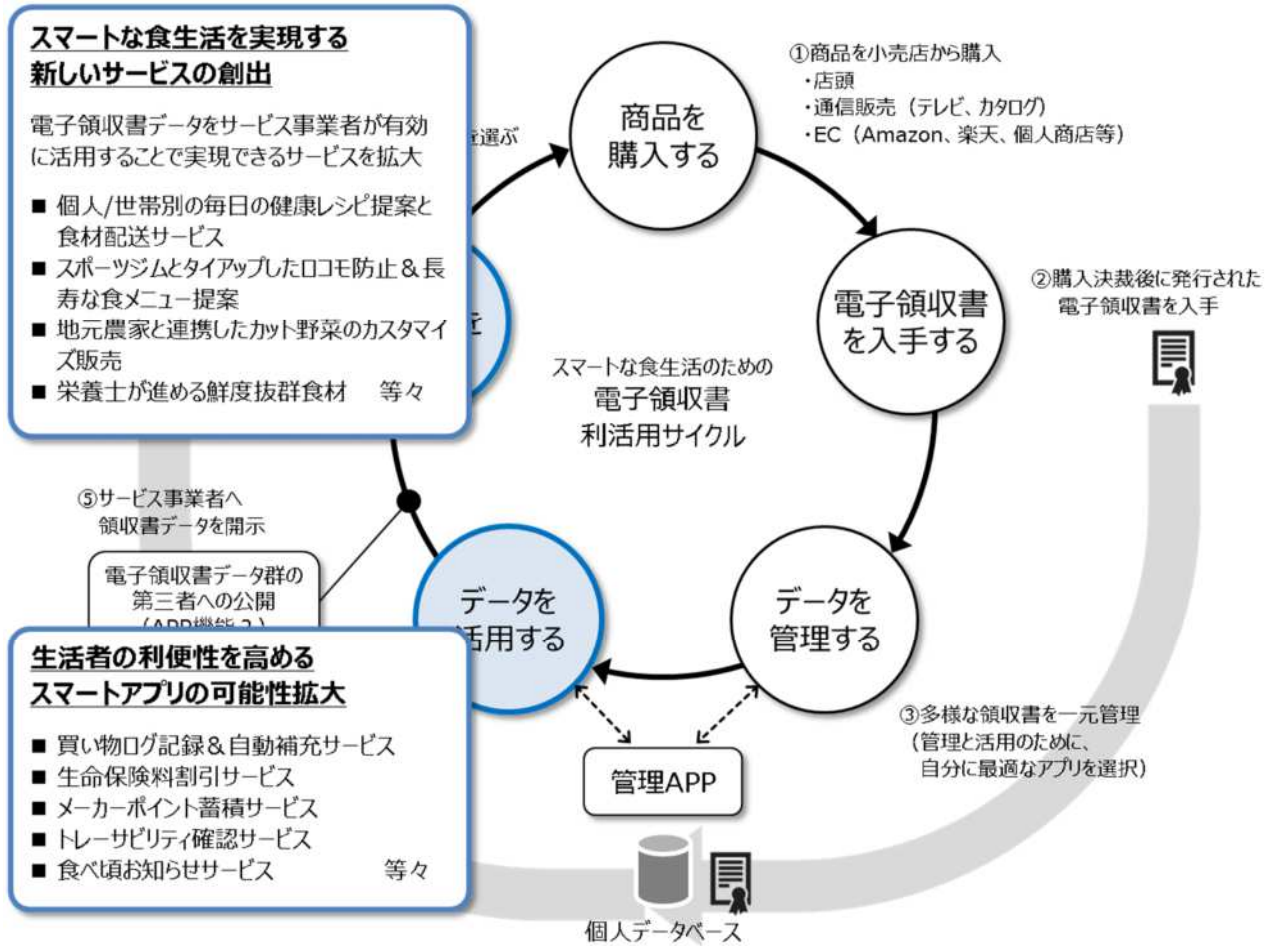 スマートな食生活を実現する
新しいサービスの創出
電子領収書データをサービス事業者が有効
に活用することで実現できるサービスを拡大
■ 個人/世帯別の毎日の健康レシピ提案と
食材配送サービス
■ スポーツジムとタイアップしたロコモ防止＆長
寿な食メニュー提案
■ 地元農家と連携したカット野菜のカスタマイ
ズ販売
■ 栄養士が進める鮮度抜群食材 等々
を選ぶ
商品を
購入する
①商品を小売店から購入
・店頭
・通信販売（テレビ、カタログ）
・EC（Amazon、楽天、個人商店等）
電子領収書
を入手する
②購入決裁後に発行された
電子領収書を入手
を
スマートな食生活のための
電子領収書
利活用サイクル
⑤サービス事業者へ
領収書データを開示
電子領収書データ群の
第三者への公開
データを
活用する
データを
管理する
③多様な領収書を一元管理
（管理と活用のために、
自分に最適なアプリを選択）
管理APP
個人データベース
生活者の利便性を高める
スマートアプリの可能性拡大
■ 買い物ログ記録＆自動補充サービス
■ 生命保険料割引サービス
■ メーカーポイント蓄積サービス
■ トレーサビリティ確認サービス
■ 食べ頃お知らせサービス 等々